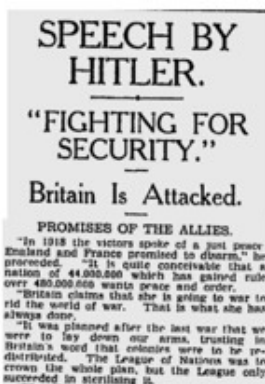 SPEECH BY
HITLER.
"FIGHTING FOR
SECURITY."
Britain Is Attacked.
PROMISES OF THE ALLIES.
"In 1918 the victors spoke of a just peace
England and France promised to disarm," he
proceeded. "It is quite conceivable that a
nation of 44,000,000 which has gained rule
over 480,000,000 wants peace and order.
"Britain claims that she is going to war to
rid the world of war. That is what she has
always done.
"It was planned after the last war that we
were to lay down our arms, trusting in
Britain's word that colonies were to be re-
distributed. The League of Nations was to
crown the whole plan, but the League only
succeeded in sterilising it.